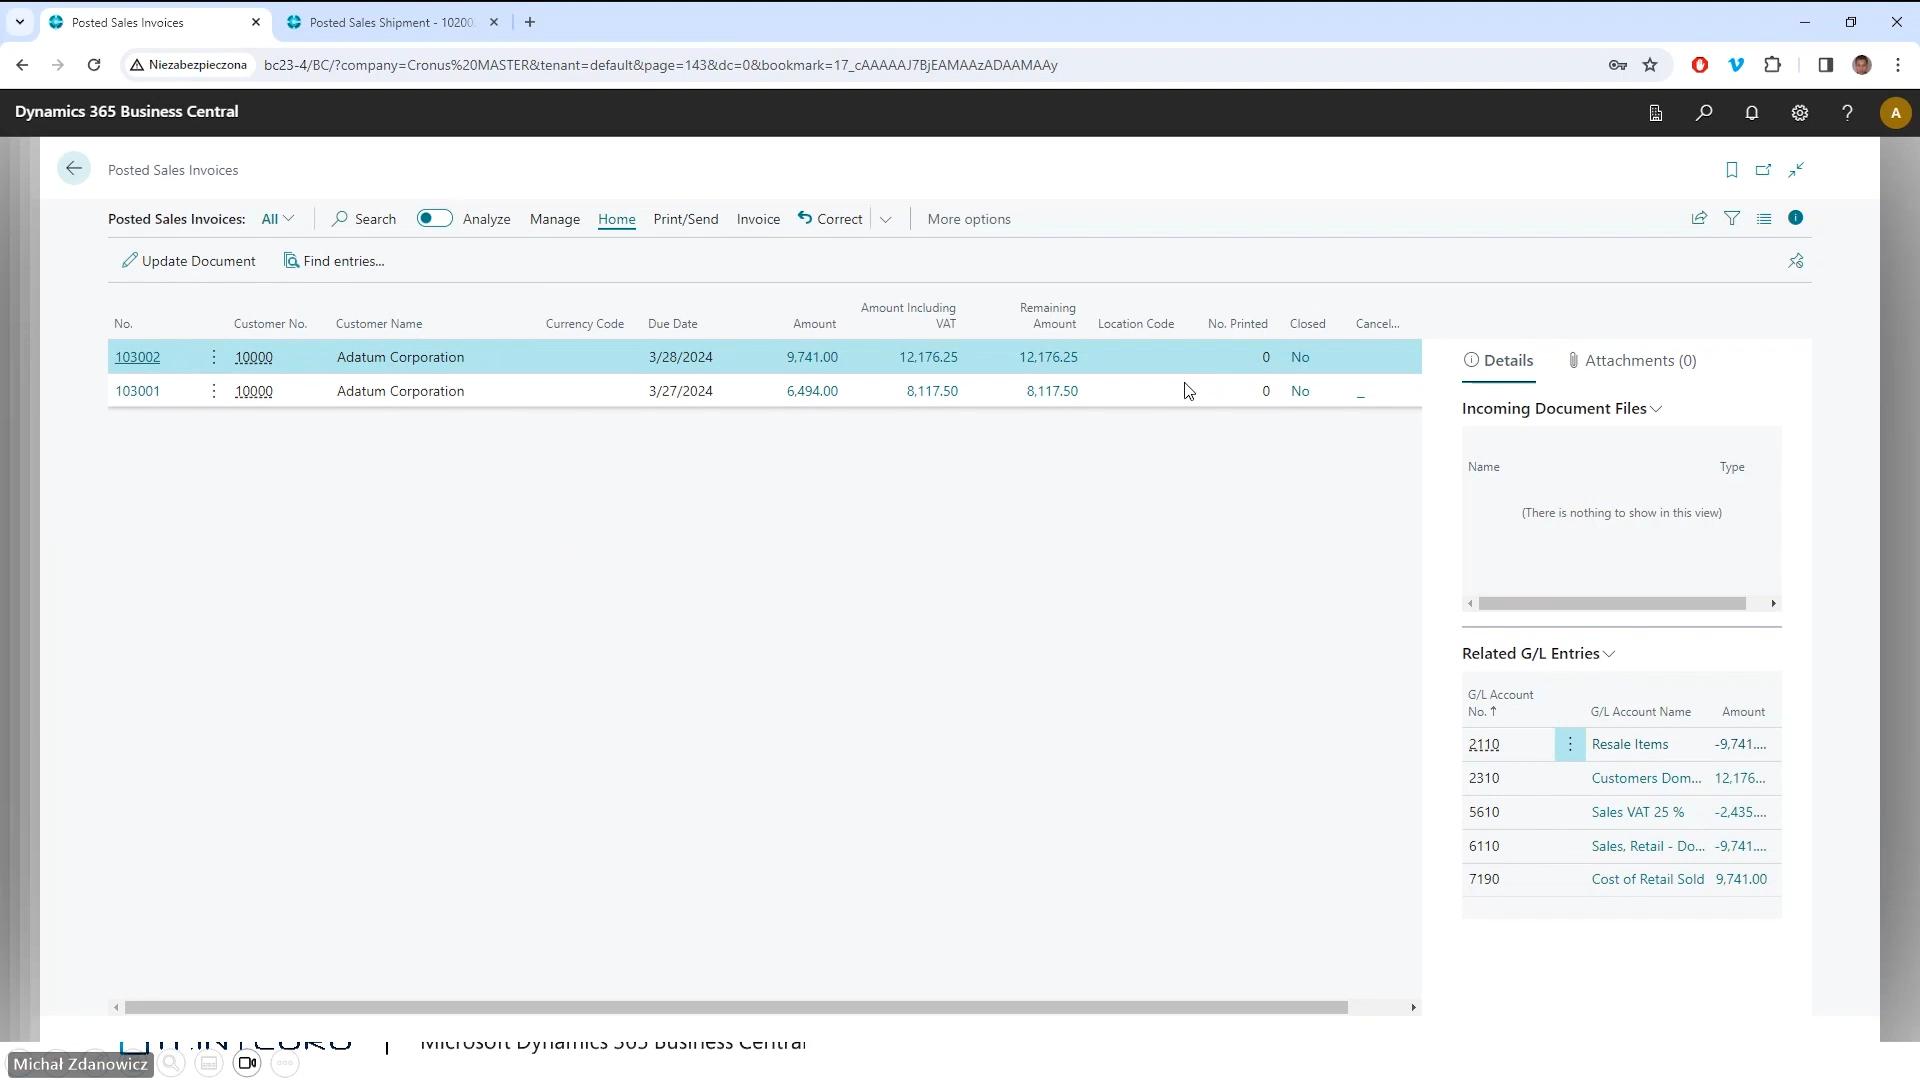 Posted Sales Invoices
Posted Sales Shipment - 10200
Niezabezpieczona
bc23-4/BC/?company=Cronus%20MASTER&tenant=default&page=143&dc=0&bookmark=17_cAAAAAJ7BjEAMAAzADAAMAAy
Dynamics 365 Business Central
A
Posted Sales Invoices
Posted Sales Invoices: All Search Analyze Manage Home Print/Send Invoice Correct More options
Update Document Find entries...
No. Customer No. Customer Name Currency Code Due Date Amount Amount Including VAT Remaining Amount Location Code No. Printed Closed Cancel...
103002 10000 Adatum Corporation 3/28/2024 9,741.00 12,176.25 12,176.25 0 No
103001 10000 Adatum Corporation 3/27/2024 6,494.00 8,117.50 8,117.50 0 No _
Details Attachments (0)
Incoming Document Files
Name Type
(There is nothing to show in this view)
Related G/L Entries
G/L Account No. ↑ G/L Account Name Amount
2110 Resale Items -9,741....
2310 Customers Dom... 12,176...
5610 Sales VAT 25 % -2,435....
6110 Sales, Retail - Do... -9,741....
7190 Cost of Retail Sold 9,741.00
Microsoft Dynamics 365 Business Central
Michał Zdanowicz